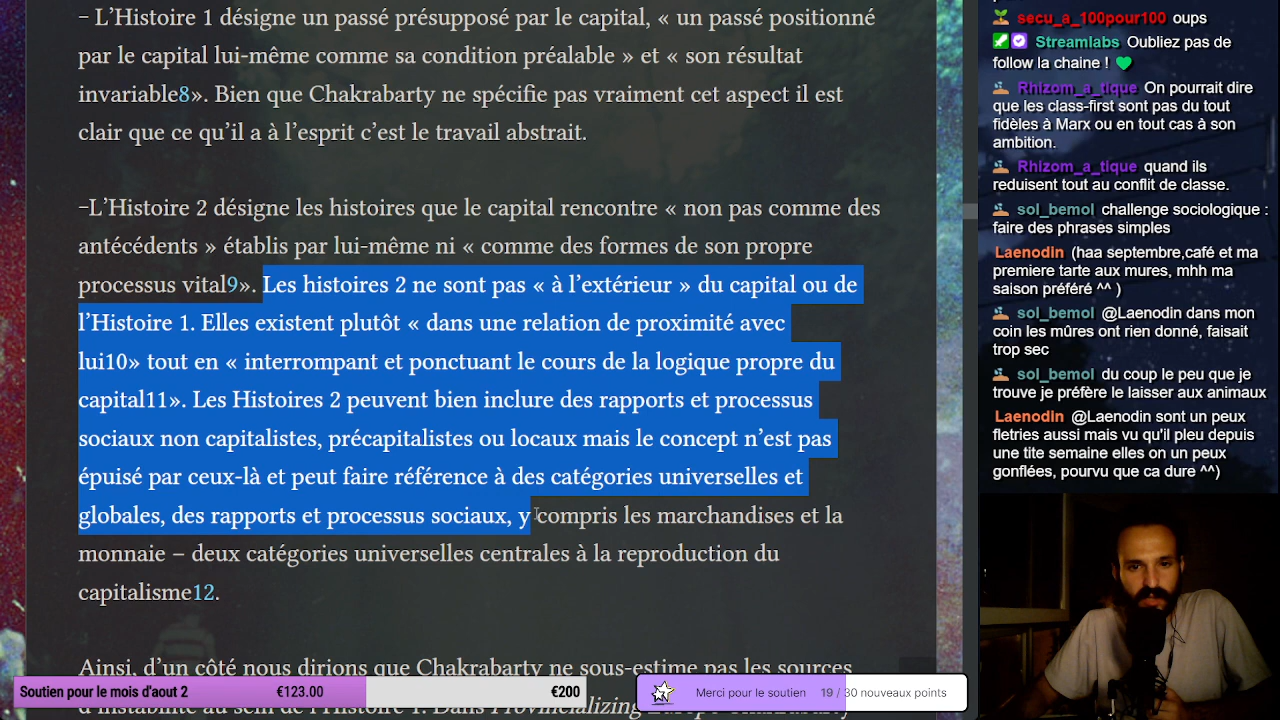 – L’Histoire 1 désigne un passé présupposé par le capital, « un passé positionné
par le capital lui-même comme sa condition préalable » et « son résultat
invariable8». Bien que Chakrabarty ne spécifie pas vraiment cet aspect il est
clair que ce qu’il a à l’esprit c’est le travail abstrait.
–L’Histoire 2 désigne les histoires que le capital rencontre « non pas comme des
antécédents » établis par lui-même ni « comme des formes de son propre
processus vital9». Les histoires 2 ne sont pas « à l’extérieur » du capital ou de
l’Histoire 1. Elles existent plutôt « dans une relation de proximité avec
lui10» tout en « interrompant et ponctuant le cours de la logique propre du
capital11». Les Histoires 2 peuvent bien inclure des rapports et processus
sociaux non capitalistes, précapitalistes ou locaux mais le concept n’est pas
épuisé par ceux-là et peut faire référence à des catégories universelles et
globales, des rapports et processus sociaux, y compris les marchandises et la
monnaie – deux catégories universelles centrales à la reproduction du
capitalisme12.
Ainsi, d’un côté nous dirions que Chakrabarty ne sous-estime pas les sources
d’instabilité au sein de l’Histoire 1. Dans Provincializing Europe Chakrabarty
Soutien pour le mois d'aout 2 €123.00 €200
Merci pour le soutien 19 / 30 nouveaux points
secu_a_100pour100 oups
Streamlabs Oubliez pas de
follow la chaine !
Rhizom_a_tique On pourrait dire
que les class-first sont pas du tout
fidèles à Marx ou en tout cas à son
ambition.
Rhizom_a_tique quand ils
reduisent tout au conflit de classe.
sol_bemol challenge sociologique :
faire des phrases simples
Laenodin (haa septembre,café et ma
premiere tarte aux mures, mhh ma
saison préféré ^^ )
sol_bemol @Laenodin dans mon
coin les mûres ont rien donné, faisait
trop sec
sol_bemol du coup le peu que je
trouve je préfère le laisser aux animaux
Laenodin @Laenodin sont un peux
fletries aussi mais vu qu'il pleu depuis
une tite semaine elles on un peux
gonflées, pourvu que ca dure ^^)